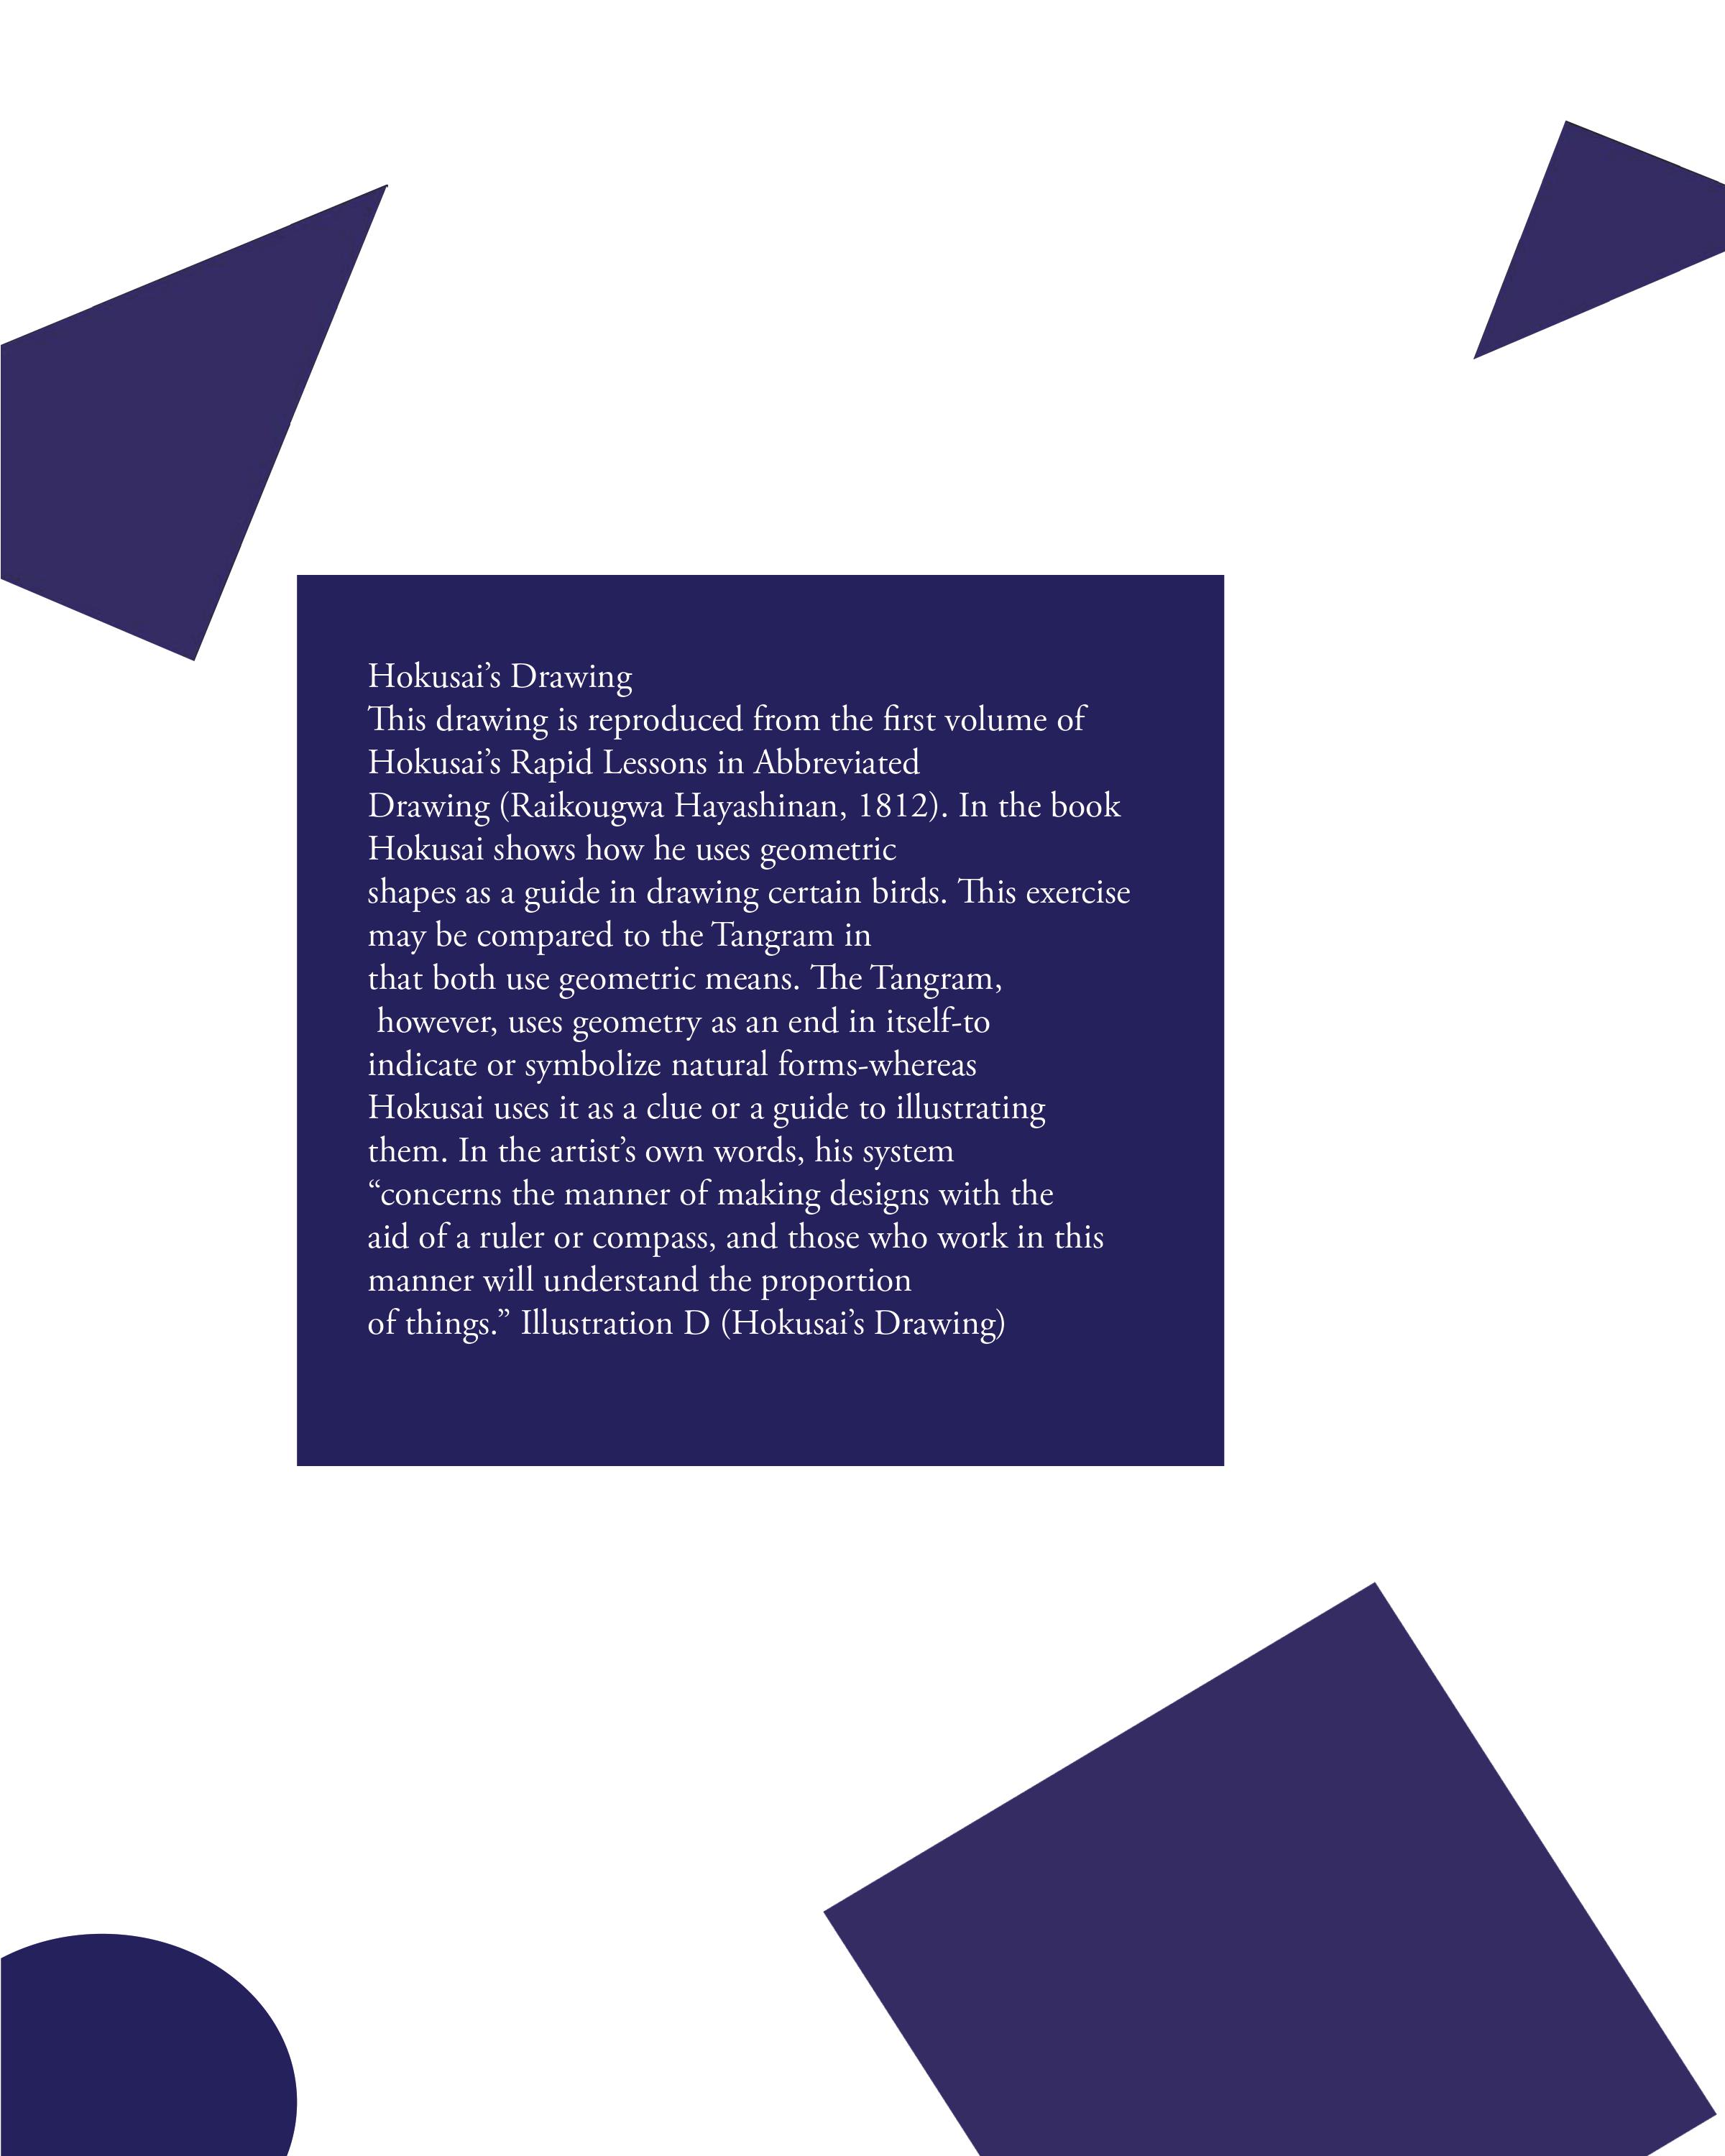 Hokusai’s Drawing
This drawing is reproduced from the first volume of
Hokusai’s Rapid Lessons in Abbreviated
Drawing (Raikougwa Hayashinan, 1812). In the book
Hokusai shows how he uses geometric
shapes as a guide in drawing certain birds. This exercise
may be compared to the Tangram in
that both use geometric means. The Tangram,
however, uses geometry as an end in itself-to
indicate or symbolize natural forms-whereas
Hokusai uses it as a clue or a guide to illustrating
them. In the artist’s own words, his system
“concerns the manner of making designs with the
aid of a ruler or compass, and those who work in this
manner will understand the proportion
of things.” Illustration D (Hokusai’s Drawing)